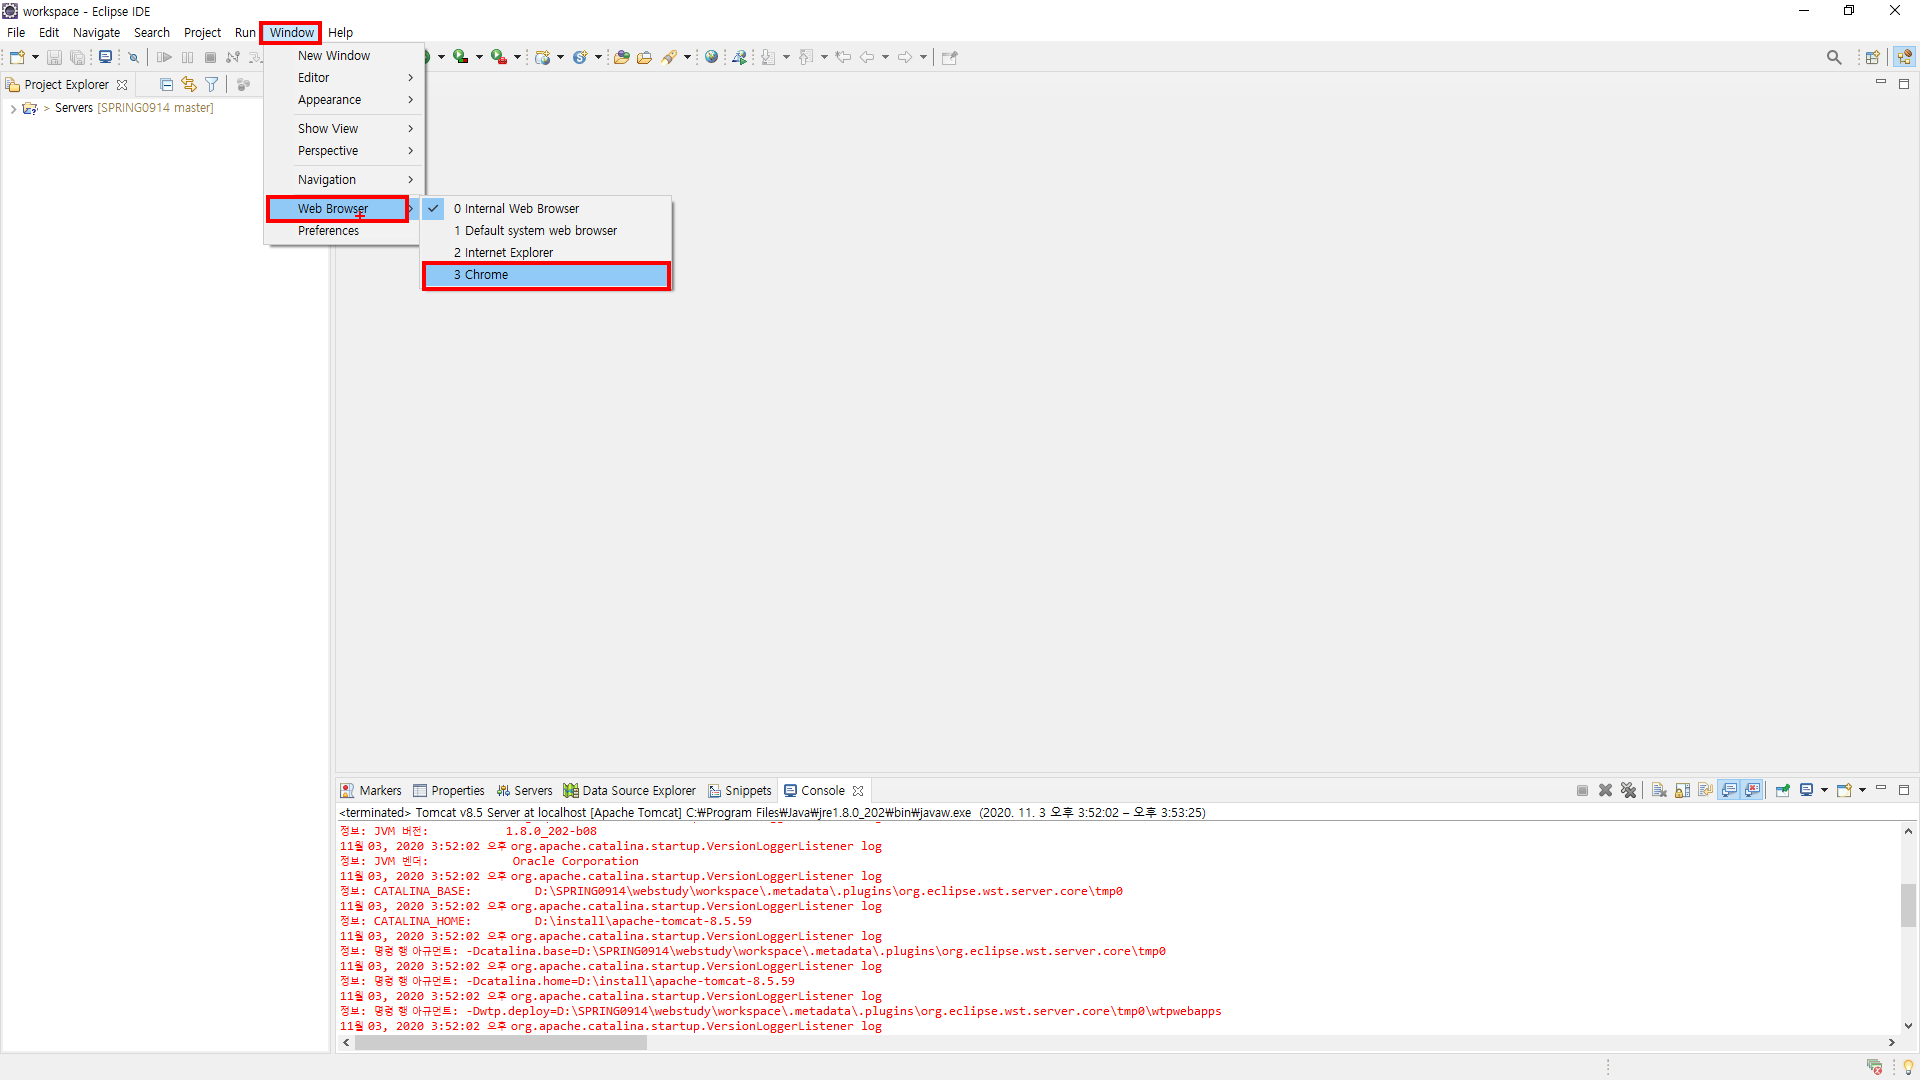 workspace - Eclipse IDE
File Edit Navigate Search Project Run Window Help
Project Explorer
> Servers [SPRING0914 master]
New Window
Editor
Appearance
Show View
Perspective
Navigation
Web Browser
Preferences
0 Internal Web Browser
1 Default system web browser
2 Internet Explorer
3 Chrome
Markers Properties Servers Data Source Explorer Snippets Console
<terminated> Tomcat v8.5 Server at localhost [Apache Tomcat] C:₩Program Files₩Java₩jre1.8.0_202₩bin₩javaw.exe (2020. 11. 3 오후 3:52:02 – 오후 3:53:25)
정보: JVM 버전: 1.8.0_202-b08
11월 03, 2020 3:52:02 오후 org.apache.catalina.startup.VersionLoggerListener log
정보: JVM 벤더: Oracle Corporation
11월 03, 2020 3:52:02 오후 org.apache.catalina.startup.VersionLoggerListener log
정보: CATALINA_BASE: D:\SPRING0914\webstudy\workspace\.metadata\.plugins\org.eclipse.wst.server.core\tmp0
11월 03, 2020 3:52:02 오후 org.apache.catalina.startup.VersionLoggerListener log
정보: CATALINA_HOME: D:\install\apache-tomcat-8.5.59
11월 03, 2020 3:52:02 오후 org.apache.catalina.startup.VersionLoggerListener log
정보: 명령 행 아규먼트: -Dcatalina.base=D:\SPRING0914\webstudy\workspace\.metadata\.plugins\org.eclipse.wst.server.core\tmp0
11월 03, 2020 3:52:02 오후 org.apache.catalina.startup.VersionLoggerListener log
정보: 명령 행 아규먼트: -Dcatalina.home=D:\install\apache-tomcat-8.5.59
11월 03, 2020 3:52:02 오후 org.apache.catalina.startup.VersionLoggerListener log
정보: 명령 행 아규먼트: -Dwtp.deploy=D:\SPRING0914\webstudy\workspace\.metadata\.plugins\org.eclipse.wst.server.core\tmp0\wtpwebapps
11월 03, 2020 3:52:02 오후 org.apache.catalina.startup.VersionLoggerListener log